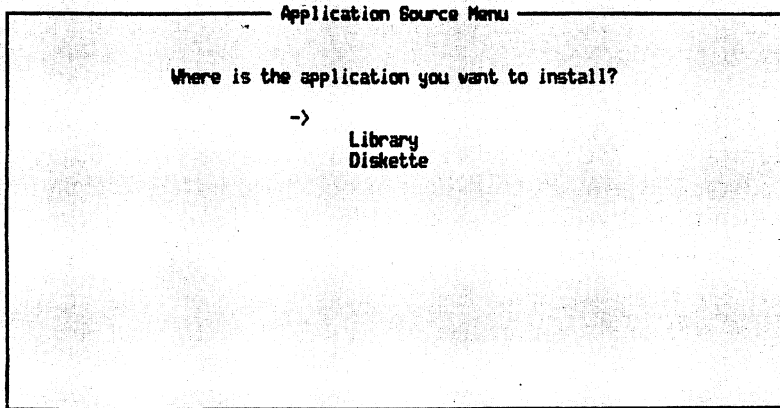 Application Source Menu
Where is the application you want to install?
->
Library
Diskette